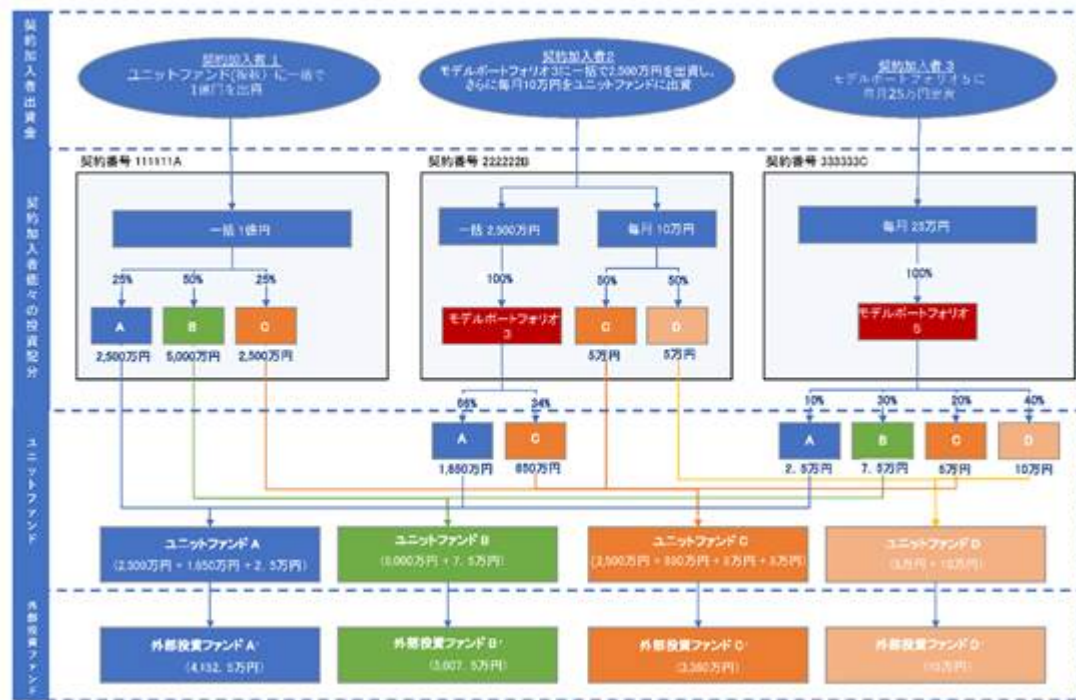 契約加入者出資金
契約加入者 1
ユニットファンド(複数)に一括で
1億円を出資
契約加入者2
モデルポートフォリオ3に一括で2,500万円を出資し、
さらに毎月10万円をユニットファンドに出資
契約加入者 3
モデルポートフォリオ5に
毎月25万円出資
契約加入者個々の投資配分
契約番号 111111A
契約番号 222222B
契約番号 333333C
一括 1億円
一括 2,500万円
毎月 10万円
毎月 25万円
25%
50%
25%
100%
50%
50%
100%
A
B
C
モデルポートフォリオ
3
C
D
モデルポートフォリオ
5
2,500万円
5,000万円
2,500万円
5万円
5万円
ユニットファンド
66%
34%
10%
30%
20%
40%
A
C
A
B
C
D
1,650万円
850万円
2.5万円
7.5万円
5万円
10万円
ユニットファンド A
(2,500万円 + 1,650万円 + 2.5万円)
ユニットファンド B
(5,000万円 + 7.5万円)
ユニットファンド C
(2,500万円 + 850万円 + 5万円 + 5万円)
ユニットファンド D
(5万円 + 10万円)
外部投資ファンド
外部投資ファンド A'
(4,152.5万円)
外部投資ファンド B'
7.5万円)
外部投資ファンド C'
(3,360万円)
外部投資ファンド D'